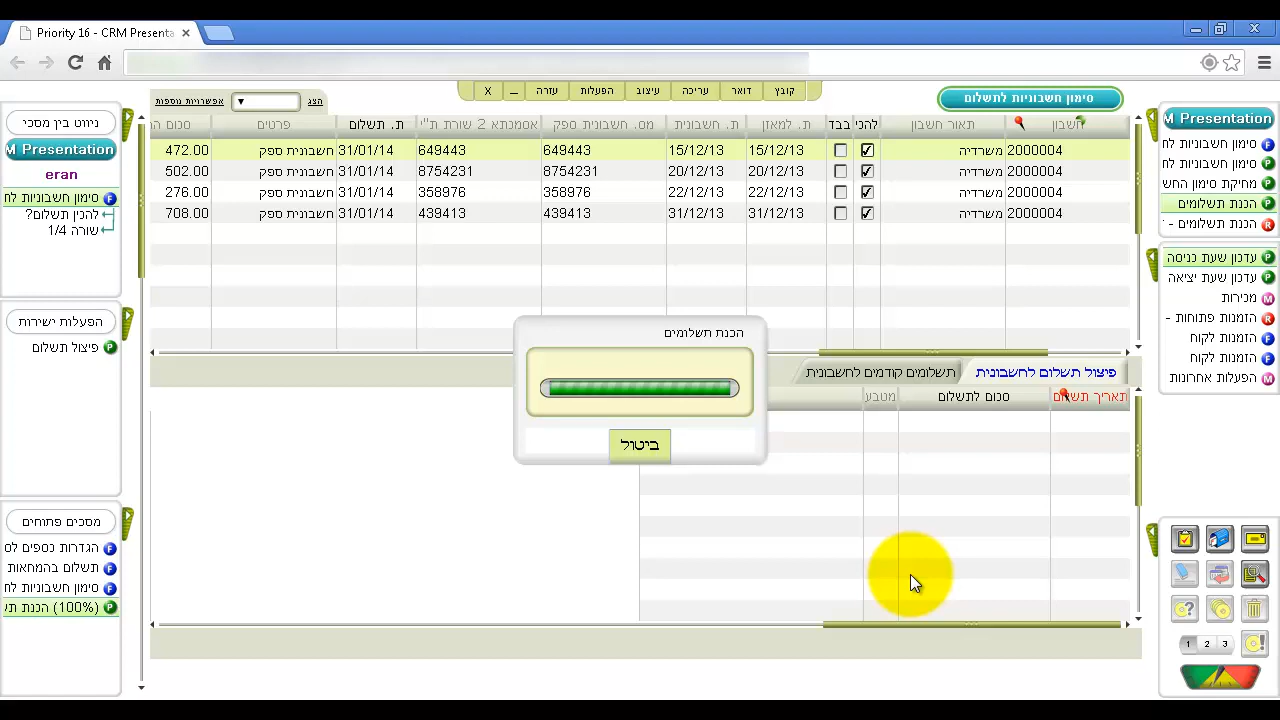 Priority 16 - CRM Presenta
קובץ
דואר
עריכה
עיצוב
הפעלות
עזרה
_
X
סימון חשבוניות לתשלום
הצג
אפשרויות נוספות
חשבון
תאור חשבון
להני
בבד
ת. למאזן
ת. חשבונית
מס. חשבונית ספק
אסמכתא 2 שורת ת"י
ת. תשלום
פרטים
סכום הח
2000004 משרדיה 15/12/13 15/12/13 649443 649443 31/01/14 חשבונית ספק 472.00
2000004 משרדיה 20/12/13 20/12/13 8754231 8754231 31/01/14 חשבונית ספק 502.00
2000004 משרדיה 22/12/13 22/12/13 358976 358976 31/01/14 חשבונית ספק 276.00
2000004 משרדיה 31/12/13 31/12/13 439413 439413 31/01/14 חשבונית ספק 708.00
הכנת תשלומים
ביטול
פיצול תשלום לחשבונית
תשלומים קודמים לחשבונית
תאריך תשלום
סכום לתשלום
מטבע
M Presentation
סימון חשבוניות לח
סימון חשבוניות לת
מחיקת סימון החש
הכנת תשלומים
הכנת תשלומים -
עדכון שעת כניסה
עדכון שעת יציאה
מכירות
הזמנות פתוחות -
הזמנות לקוח
הזמנות לקוח
הפעלות אחרונות
1 2 3
ניווט בין מסכי
M Presentation
eran
סימון חשבוניות לח
להכין תשלום?
שורה 1/4
הפעלות ישירות
פיצול תשלום
מסכים פתוחים
הגדרות נכפים לס
תשלום בהמחאות
סימון חשבוניות לח
(100%) הכנת תש